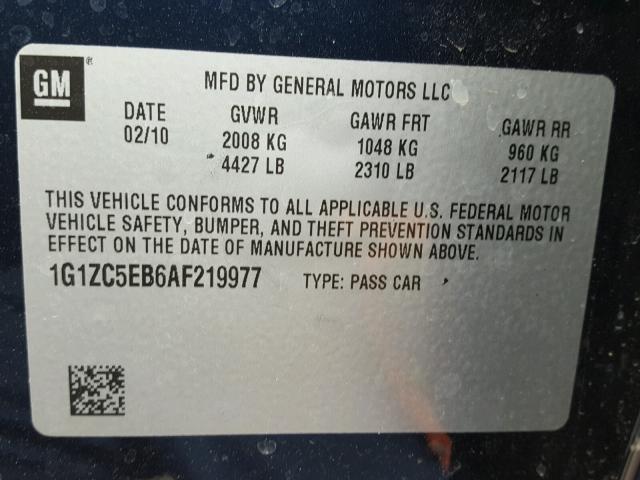 GM®
MFD BY GENERAL MOTORS LLC
DATE GVWR GAWR FRT GAWR RR
02/10 2008 KG 1048 KG 960 KG
4427 LB 2310 LB 2117 LB
THIS VEHICLE CONFORMS TO ALL APPLICABLE U.S. FEDERAL MOTOR
VEHICLE SAFETY, BUMPER, AND THEFT PREVENTION STANDARDS IN
EFFECT ON THE DATE OF MANUFACTURE SHOWN ABOVE.
1G1ZC5EB6AF219977 TYPE: PASS CAR